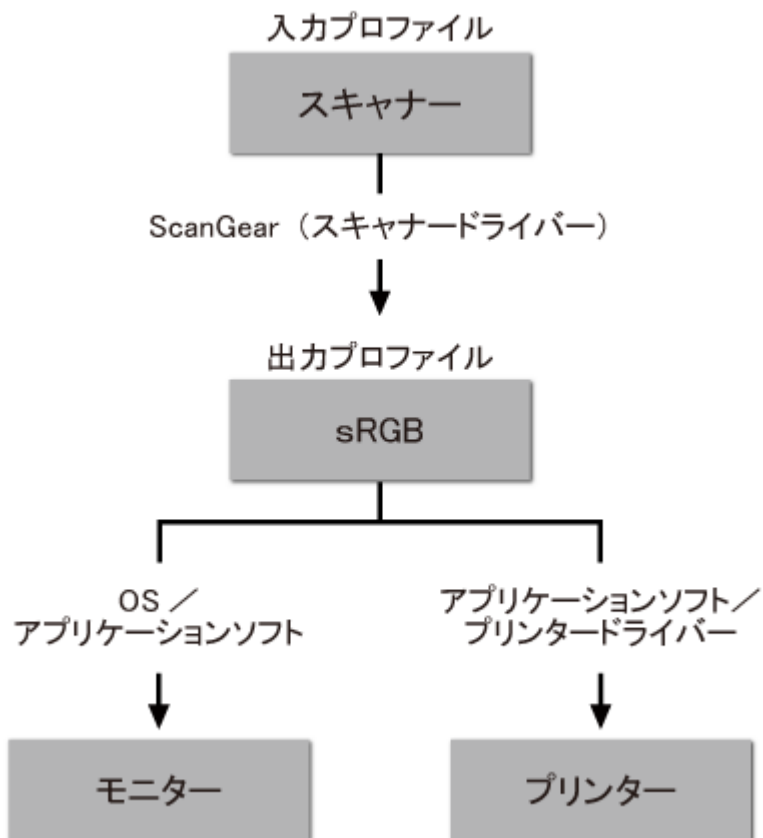 入力プロファイル
スキャナー
ScanGear（スキャナードライバー）
出力プロファイル
sRGB
OS／
アプリケーションソフト
アプリケーションソフト／
プリンタードライバー
モニター
プリンター